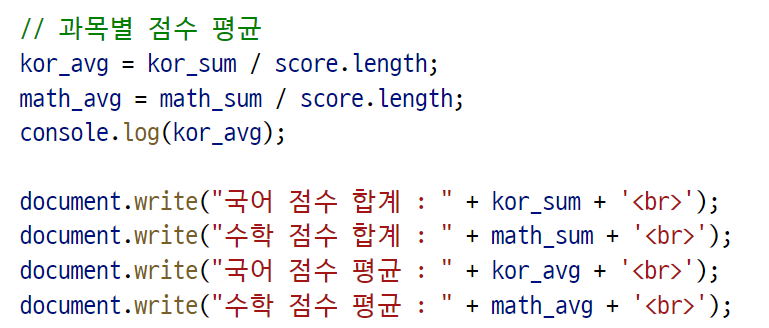 // 과목별 점수 평균
kor_avg = kor_sum / score.length;
math_avg = math_sum / score.length;
console.log(kor_avg);
document.write("국어 점수 합계 : " + kor_sum + '<br>');
document.write("수학 점수 합계 : " + math_sum + '<br>');
document.write("국어 점수 평균 : " + kor_avg + '<br>');
document.write("수학 점수 평균 : " + math_avg + '<br>');